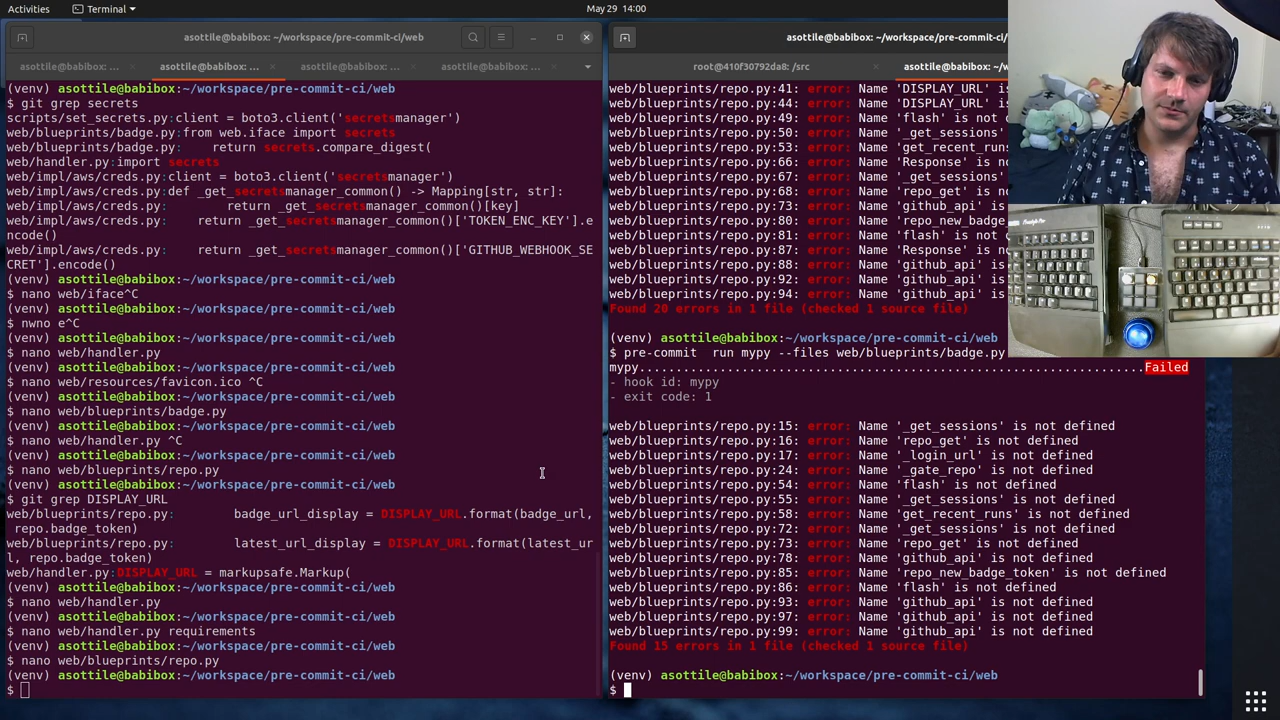 Activities
Terminal
May 29 14:00
asottile@babibox: ~/workspace/pre-commit-ci/web
asottile@babibox: ...
asottile@babibox: ...
asottile@babibox: ...
asottile@babibox: ...
(venv) asottile@babibox:~/workspace/pre-commit-ci/web
$ git grep secrets
scripts/set_secrets.py:client = boto3.client('secretsmanager')
web/blueprints/badge.py:from web.iface import secrets
web/blueprints/badge.py:    return secrets.compare_digest(
web/handler.py:import secrets
web/impl/aws/creds.py:client = boto3.client('secretsmanager')
web/impl/aws/creds.py:def _get_secretsmanager_common() -> Mapping[str, str]:
web/impl/aws/creds.py:        return _get_secretsmanager_common()[key]
web/impl/aws/creds.py:    return _get_secretsmanager_common()['TOKEN_ENC_KEY'].e
ncode()
web/impl/aws/creds.py:    return _get_secretsmanager_common()['GITHUB_WEBHOOK_SE
CRET'].encode()
(venv) asottile@babibox:~/workspace/pre-commit-ci/web
$ nano web/iface^C
(venv) asottile@babibox:~/workspace/pre-commit-ci/web
$ nwno e^C
(venv) asottile@babibox:~/workspace/pre-commit-ci/web
$ nano web/handler.py
(venv) asottile@babibox:~/workspace/pre-commit-ci/web
$ nano web/resources/favicon.ico ^C
(venv) asottile@babibox:~/workspace/pre-commit-ci/web
$ nano web/blueprints/badge.py
(venv) asottile@babibox:~/workspace/pre-commit-ci/web
$ nano web/handler.py ^C
(venv) asottile@babibox:~/workspace/pre-commit-ci/web
$ nano web/blueprints/repo.py
(venv) asottile@babibox:~/workspace/pre-commit-ci/web
$ git grep DISPLAY_URL
web/blueprints/repo.py:        badge_url_display = DISPLAY_URL.format(badge_url,
 repo.badge_token)
web/blueprints/repo.py:        latest_url_display = DISPLAY_URL.format(latest_ur
l, repo.badge_token)
web/handler.py:DISPLAY_URL = markupsafe.Markup(
(venv) asottile@babibox:~/workspace/pre-commit-ci/web
$ nano web/handler.py
(venv) asottile@babibox:~/workspace/pre-commit-ci/web
$ nano web/handler.py requirements
(venv) asottile@babibox:~/workspace/pre-commit-ci/web
$ nano web/blueprints/repo.py
(venv) asottile@babibox:~/workspace/pre-commit-ci/web
$
asottile@babibox: ~/workspace/pre-commit-ci/
root@410f30792da8: /src
asottile@babibox: ~/w
web/blueprints/repo.py:41: error: Name 'DISPLAY_URL' is
web/blueprints/repo.py:44: error: Name 'DISPLAY_URL' is
web/blueprints/repo.py:49: error: Name 'flash' is not d
web/blueprints/repo.py:50: error: Name '_get_sessions'
web/blueprints/repo.py:53: error: Name 'get_recent_runs
web/blueprints/repo.py:66: error: Name 'Response' is no
web/blueprints/repo.py:67: error: Name '_get_sessions'
web/blueprints/repo.py:68: error: Name 'repo_get' is no
web/blueprints/repo.py:73: error: Name 'github_api' is
web/blueprints/repo.py:80: error: Name 'repo_new_badge_
web/blueprints/repo.py:81: error: Name 'flash' is not d
web/blueprints/repo.py:87: error: Name 'Response' is no
web/blueprints/repo.py:88: error: Name 'github_api' is
web/blueprints/repo.py:92: error: Name 'github_api' is
web/blueprints/repo.py:94: error: Name 'github_api' is
Found 20 errors in 1 file (checked 1 source file)
(venv) asottile@babibox:~/workspace/pre-commit-ci/web
$ pre-commit  run mypy --files web/blueprints/badge.py
mypy.....................................................................Failed
- hook id: mypy
- exit code: 1
web/blueprints/repo.py:15: error: Name '_get_sessions' is not defined
web/blueprints/repo.py:16: error: Name 'repo_get' is not defined
web/blueprints/repo.py:17: error: Name '_login_url' is not defined
web/blueprints/repo.py:24: error: Name '_gate_repo' is not defined
web/blueprints/repo.py:54: error: Name 'flash' is not defined
web/blueprints/repo.py:55: error: Name '_get_sessions' is not defined
web/blueprints/repo.py:58: error: Name 'get_recent_runs' is not defined
web/blueprints/repo.py:72: error: Name '_get_sessions' is not defined
web/blueprints/repo.py:73: error: Name 'repo_get' is not defined
web/blueprints/repo.py:78: error: Name 'github_api' is not defined
web/blueprints/repo.py:85: error: Name 'repo_new_badge_token' is not defined
web/blueprints/repo.py:86: error: Name 'flash' is not defined
web/blueprints/repo.py:93: error: Name 'github_api' is not defined
web/blueprints/repo.py:97: error: Name 'github_api' is not defined
web/blueprints/repo.py:99: error: Name 'github_api' is not defined
Found 15 errors in 1 file (checked 1 source file)
(venv) asottile@babibox:~/workspace/pre-commit-ci/web
$